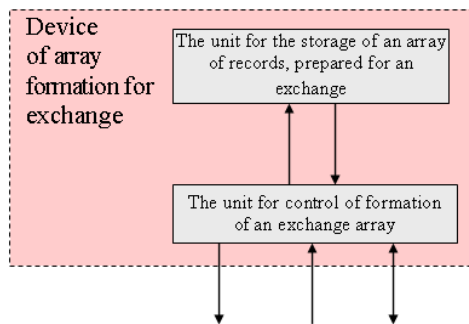 Device
of array
formation for
exchange
The unit for the storage of an array
of records, prepared for an
exchange
The unit for control of formation
of an exchange array